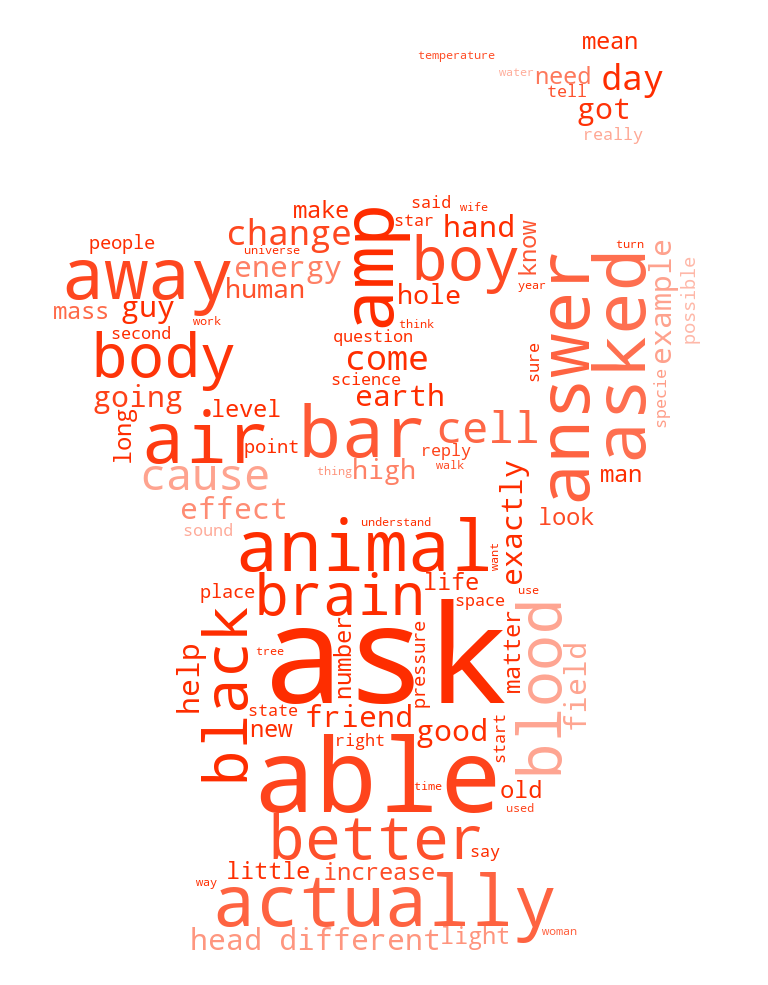 mean
temperature
water
need
day
tell
got
really
make
said
wife
star
amp
change
hand
boy
know
people
universe
energy
away
human
hole
year
turn
answer
asked
example
possible
mass
guy
work
second
think
question
body
come
science
sure
specie
going
long
level
earth
air
bar
cell
point
reply
walk
man
cause
thing
high
effect
sound
exactly
look
understand
animal
want
place
brain
life
use
space
black
ask
blood
help
tree
number
pressure
matter
field
state
friend
new
right
good
start
able
time
old
used
better
say
little
increase
way
actually
woman
head
different
light